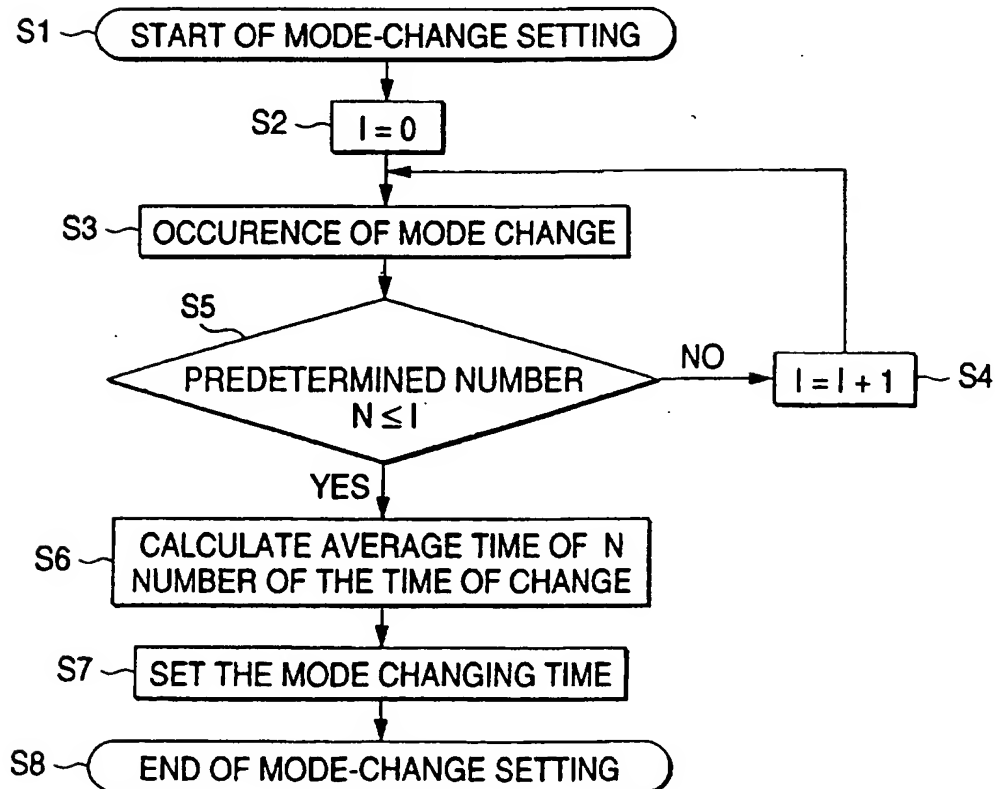 S1
START OF MODE-CHANGE SETTING
S2
I = 0
S3
OCCURENCE OF MODE CHANGE
S5
PREDETERMINED NUMBER
N ≤ I
NO
I = I + 1
S4
YES
S6
CALCULATE AVERAGE TIME OF N
NUMBER OF THE TIME OF CHANGE
S7
SET THE MODE CHANGING TIME
S8
END OF MODE-CHANGE SETTING